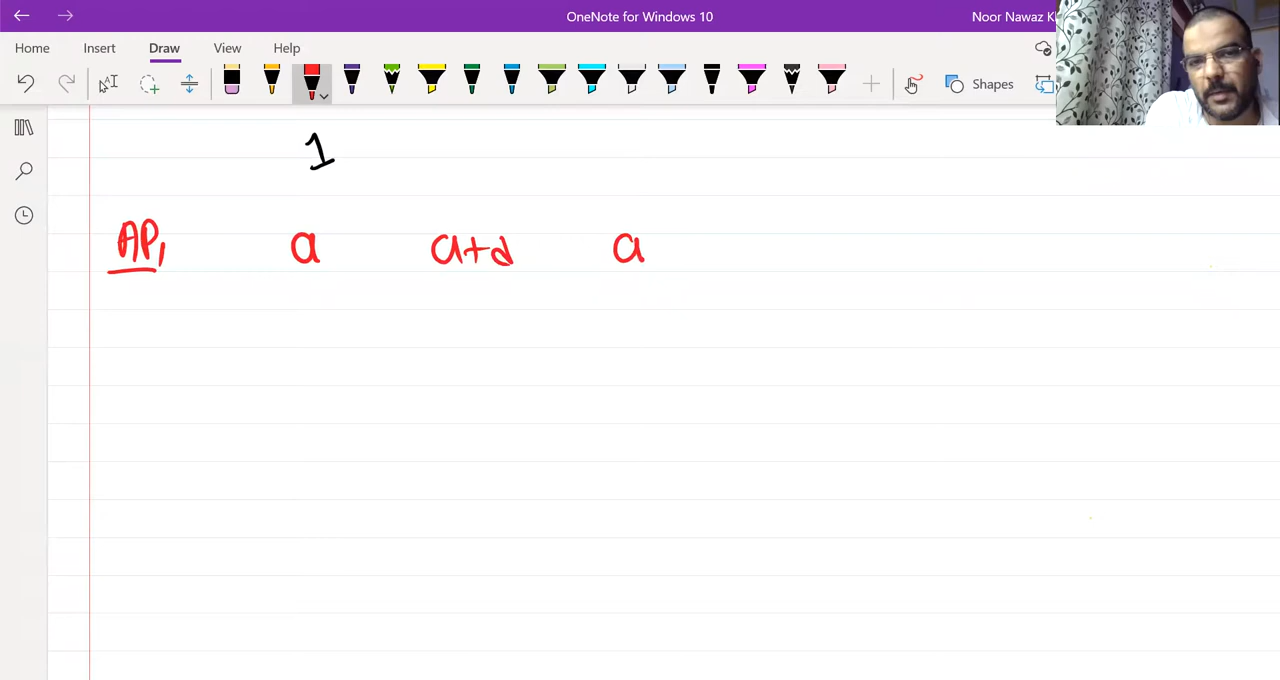 OneNote for Windows 10 Noor Nawaz K
Home Insert Draw View Help
Shapes
1
AP, a a+d a